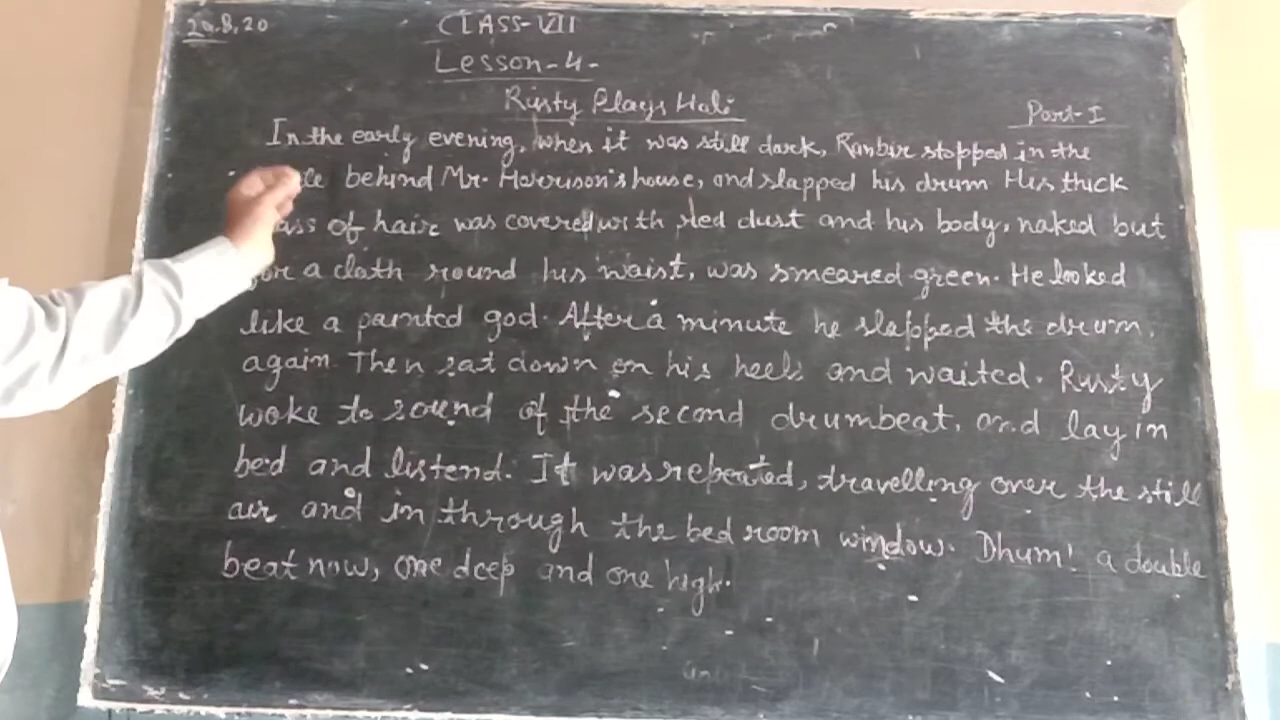 29.8.20
CLASS-VII
Lesson-4-
Rusty Plays Holi
Part-I
In the early evening, when it was still dark, Ranbir stopped in the
behind Mr. Harrison's house, and slapped his drum. His thick
of hair was covered with red dust and his body, naked but
a cloth round his waist, was smeared green. He looked
like a painted god. After a minute he slapped the drum,
again. Then sat down on his heels and waited. Rusty
woke to sound of the second drumbeat, and lay in
bed and listend. It was repeated, travelling over the still
air and in through the bed room window. Dhum! a double
beat now, one deep and one high.